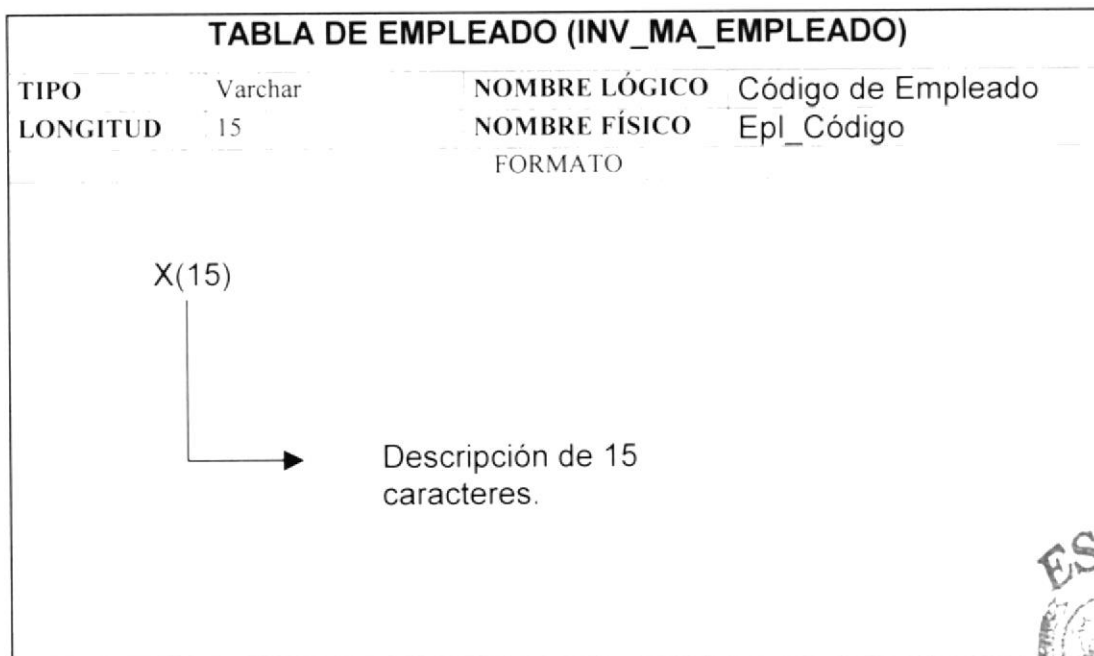 TABLA DE EMPLEADO (INV_MA_EMPLEADO)
TIPO Varchar NOMBRE LÓGICO Código de Empleado
LONGITUD 15 NOMBRE FÍSICO Epl_Código
FORMATO
X(15)
Descripción de 15
caracteres.
ES